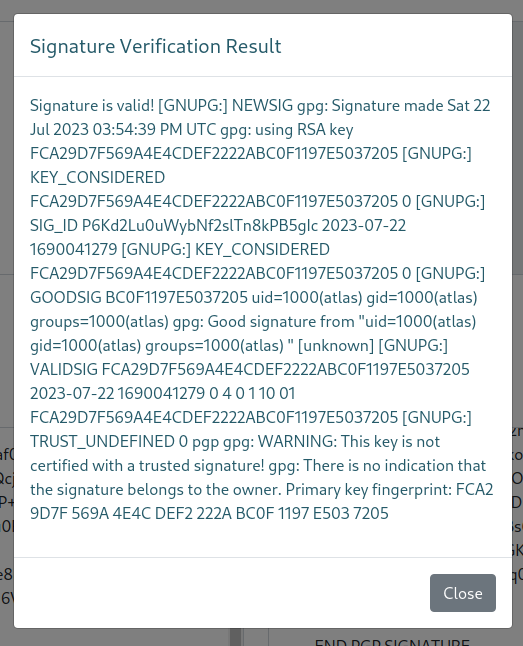 Signature Verification Result
Signature is valid! [GNUPG:] NEWSIG gpg: Signature made Sat 22
Jul 2023 03:54:39 PM UTC gpg: using RSA key
FCA29D7F569A4E4CDEF2222ABC0F1197E5037205 [GNUPG:]
KEY_CONSIDERED
FCA29D7F569A4E4CDEF2222ABC0F1197E5037205 0 [GNUPG:]
SIG_ID P6Kd2Lu0uWybNf2slTn8kPB5gIc 2023-07-22
1690041279 [GNUPG:] KEY_CONSIDERED
FCA29D7F569A4E4CDEF2222ABC0F1197E5037205 0 [GNUPG:]
GOODSIG BC0F1197E5037205 uid=1000(atlas) gid=1000(atlas)
groups=1000(atlas) gpg: Good signature from "uid=1000(atlas)
gid=1000(atlas) groups=1000(atlas) " [unknown] [GNUPG:]
VALIDSIG FCA29D7F569A4E4CDEF2222ABC0F1197E5037205
2023-07-22 1690041279 0 4 0 1 10 01
FCA29D7F569A4E4CDEF2222ABC0F1197E5037205 [GNUPG:]
TRUST_UNDEFINED 0 pgp gpg: WARNING: This key is not
certified with a trusted signature! gpg: There is no indication that
the signature belongs to the owner. Primary key fingerprint: FCA2
9D7F 569A 4E4C DEF2 222A BC0F 1197 E503 7205
Close
END PGP SIGNATURE